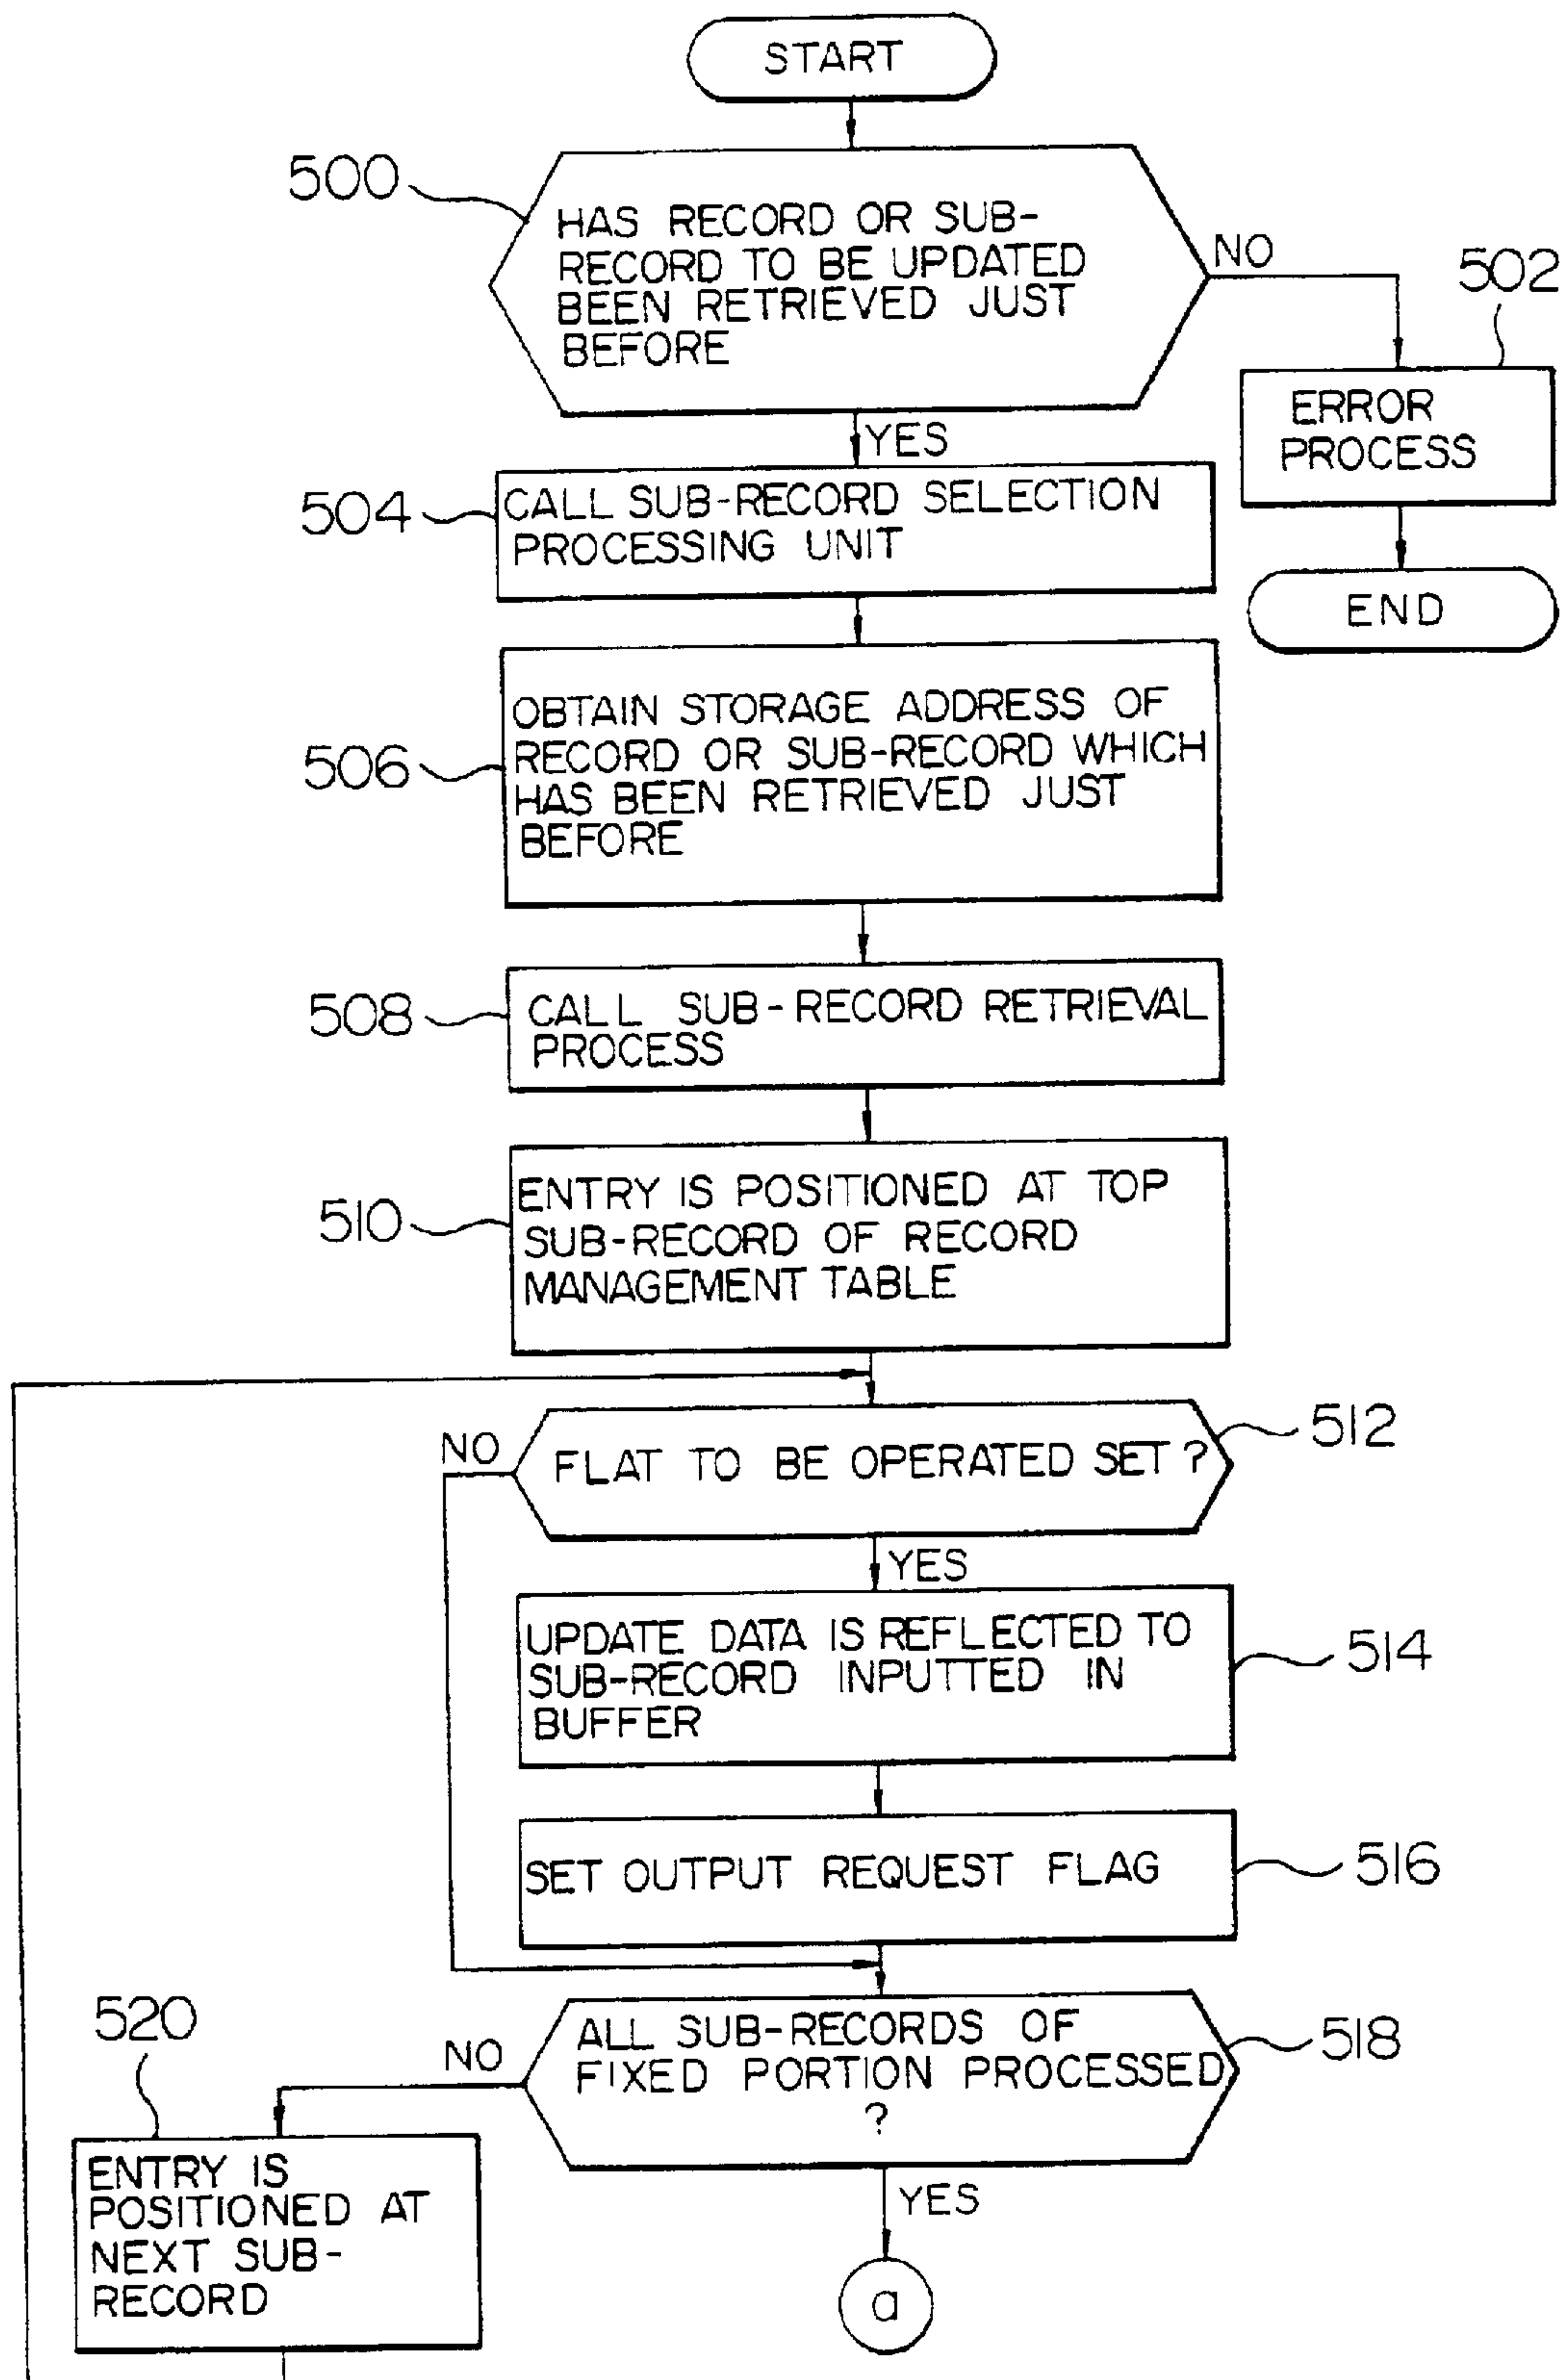 START
500
HAS RECORD OR SUB-
RECORD TO BE UPDATED
BEEN RETRIEVED JUST
BEFORE
NO
502
ERROR
PROCESS
END
YES
504
CALL SUB-RECORD SELECTION
PROCESSING UNIT
506
OBTAIN STORAGE ADDRESS OF
RECORD OR SUB-RECORD WHICH
HAS BEEN RETRIEVED JUST
BEFORE
508
CALL SUB-RECORD RETRIEVAL
PROCESS
510
ENTRY IS POSITIONED AT TOP
SUB-RECORD OF RECORD
MANAGEMENT TABLE
NO
FLAT TO BE OPERATED SET ?
512
YES
UPDATE DATA IS REFLECTED TO
SUB-RECORD INPUTTED IN
BUFFER
514
SET OUTPUT REQUEST FLAG
516
520
NO
ALL SUB-RECORDS OF
FIXED PORTION PROCESSED
?
518
ENTRY IS
POSITIONED AT
NEXT SUB-
RECORD
YES
a